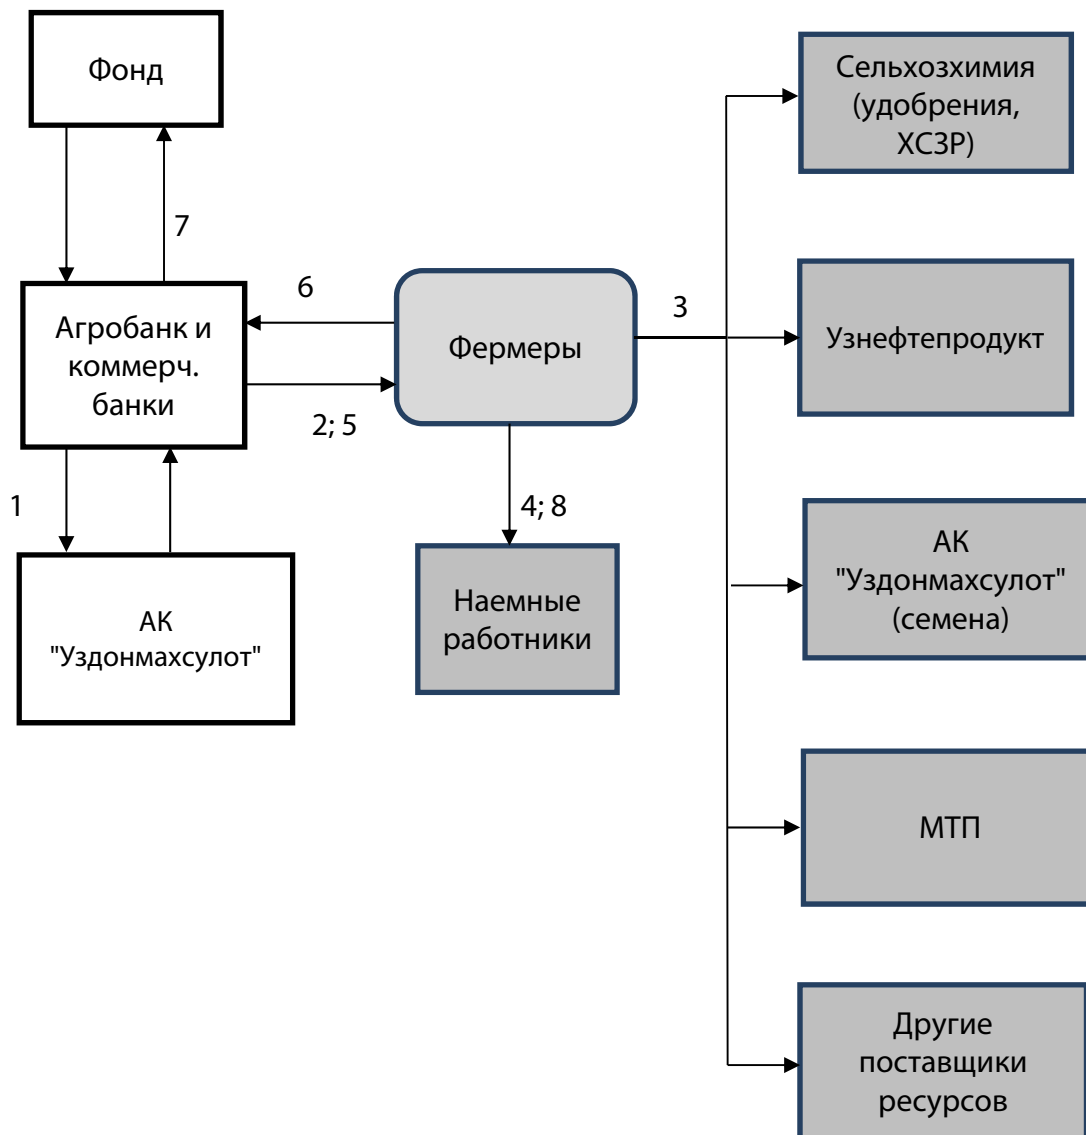 Фонд
Сельхозхимия
(удобрения,
ХСЗР)
7
6
3
Агробанк и
коммерч.
банки
Фермеры
Узнефтепродукт
2; 5
1
4; 8
АК
"Уздонмахсулот"
Наемные
работники
АК
"Уздонмахсулот"
(семена)
МТП
Другие
поставщики
ресурсов